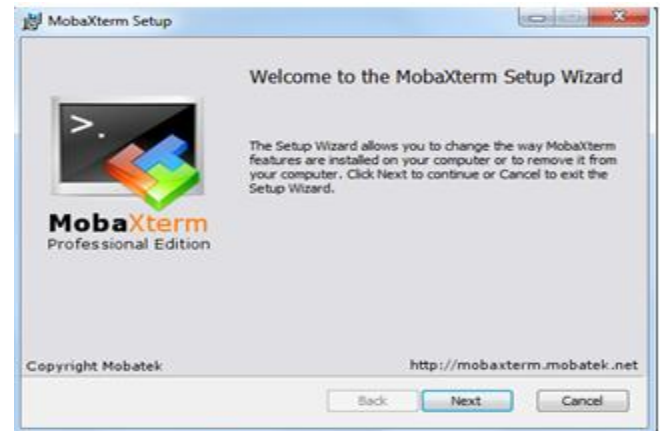 MobaXterm Setup
Welcome to the MobaXterm Setup Wizard
>.
The Setup Wizard allows you to change the way MobaXterm
features are installed on your computer or to remove it from
your computer. Click Next to continue or Cancel to exit the
Setup Wizard.
MobaXterm
Professional Edition
Copyright Mobatek
http://mobaxterm.mobatek.net
Back
Next
Cancel